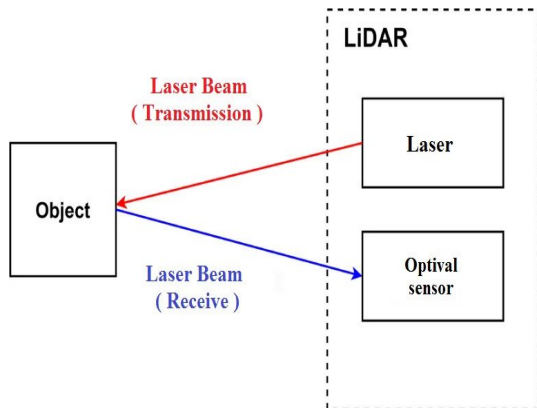 LiDAR
Laser Beam
( Transmission )
Laser
Object
Optival
sensor
Laser Beam
( Receive )